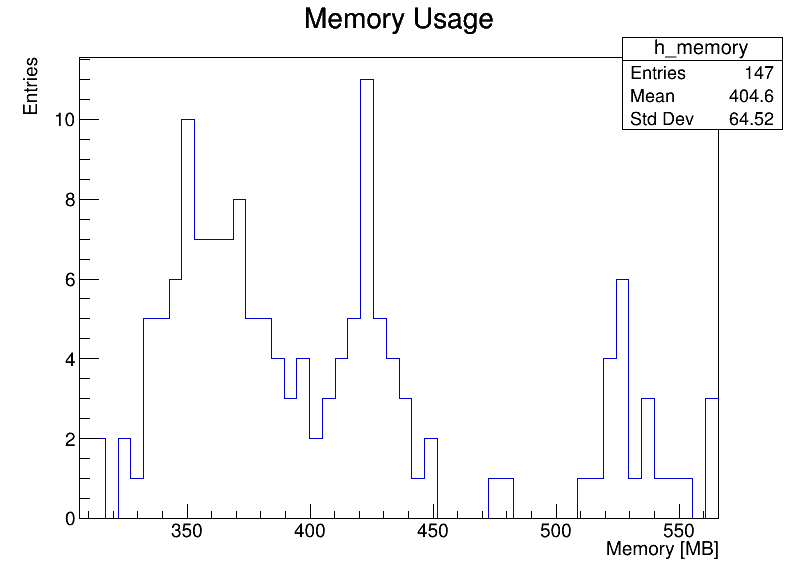 Memory Usage
h_memory
Entries 147
Mean 404.6
Std Dev 64.52
Entries
10
8
6
4
2
0
350 400 450 500 550
Memory [MB]